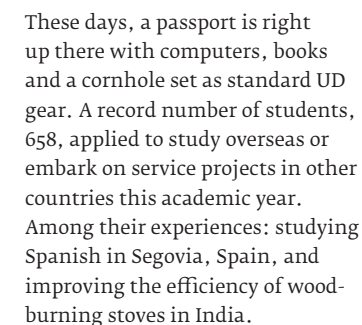 These days, a passport is right
up there with computers, books
and a cornhole set as standard UD
gear. A record number of students,
658, applied to study overseas or
embark on service projects in other
countries this academic year.
Among their experiences: studying
Spanish in Segovia, Spain, and
improving the efficiency of wood-
burning stoves in India.